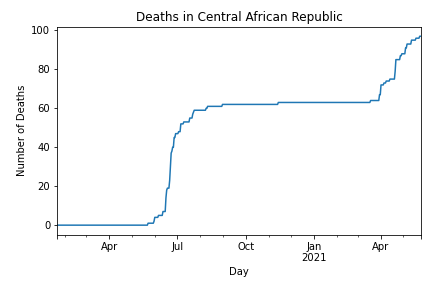 Deaths in Central African Republic
Number of Deaths
100
80
60
40
20
0
Apr
Jul
Oct
Jan
2021
Apr
Day